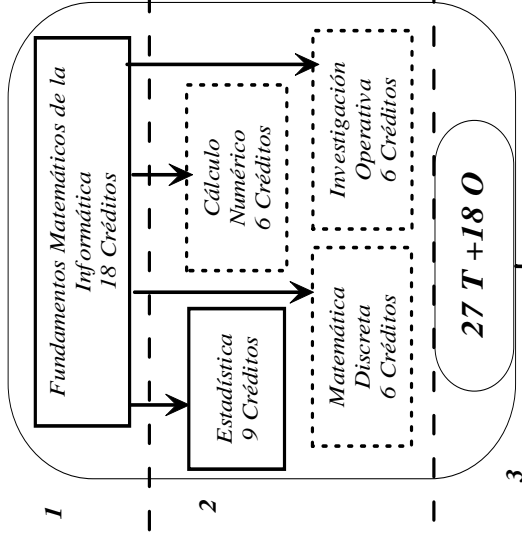 1
Fundamentos Matemáticos de la
Informática
18 Créditos
2
Estadística
9 Créditos
Cálculo
Numérico
6 Créditos
Matemática
Discreta
6 Créditos
Investigación
Operativa
6 Créditos
3
27 T +18 O